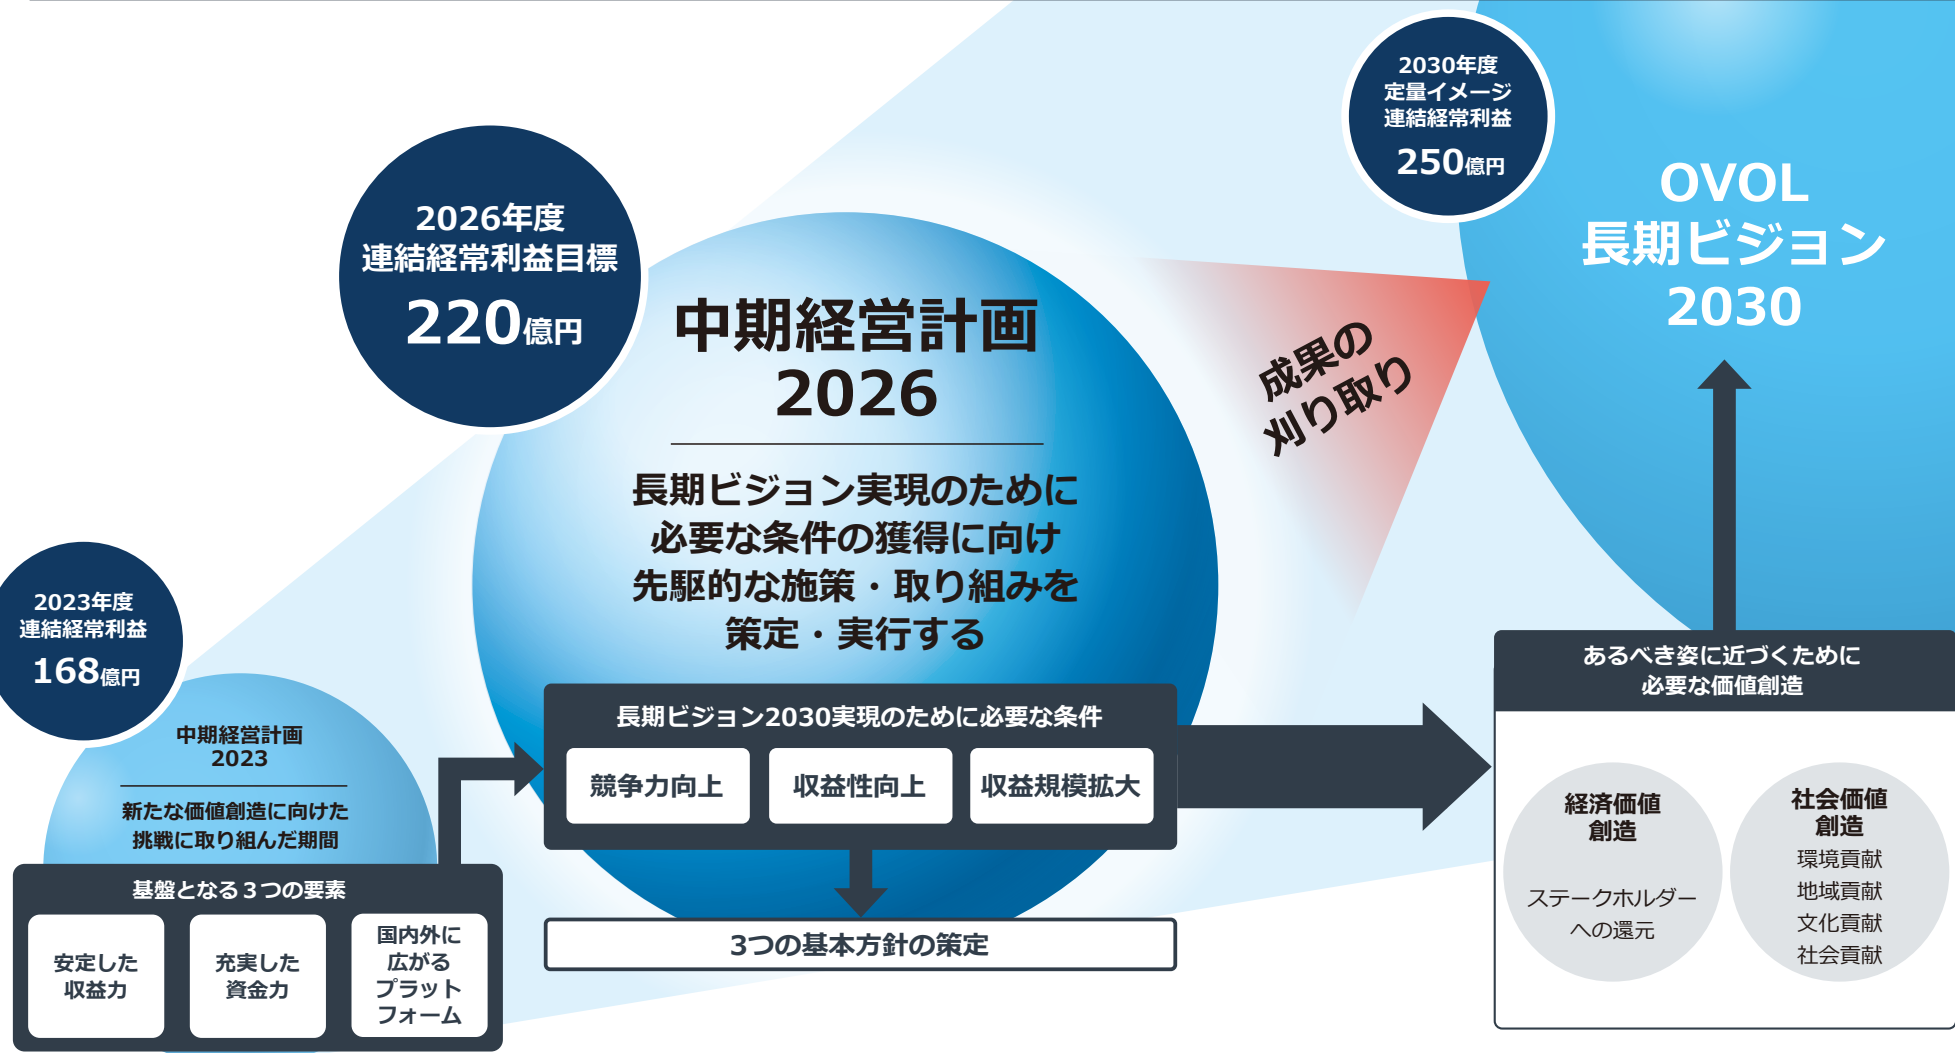 2023年度
連結経常利益
168億円
中期経営計画
2023
新たな価値創造に向けた
挑戦に取り組んだ期間
基盤となる3つの要素
安定した
収益力
充実した
資金力
国内外に
広がる
プラット
フォーム
2026年度
連結経常利益目標
220億円
中期経営計画
2026
長期ビジョン実現のために
必要な条件の獲得に向け
先駆的な施策・取り組みを
策定・実行する
長期ビジョン2030実現のために必要な条件
競争力向上
収益性向上
収益規模拡大
3つの基本方針の策定
成果の
刈り取り
2030年度
定量イメージ
連結経常利益
250億円
OVOL
長期ビジョン
2030
あるべき姿に近づくために
必要な価値創造
経済価値
創造
ステークホルダー
への還元
社会価値
創造
環境貢献
地域貢献
文化貢献
社会貢献